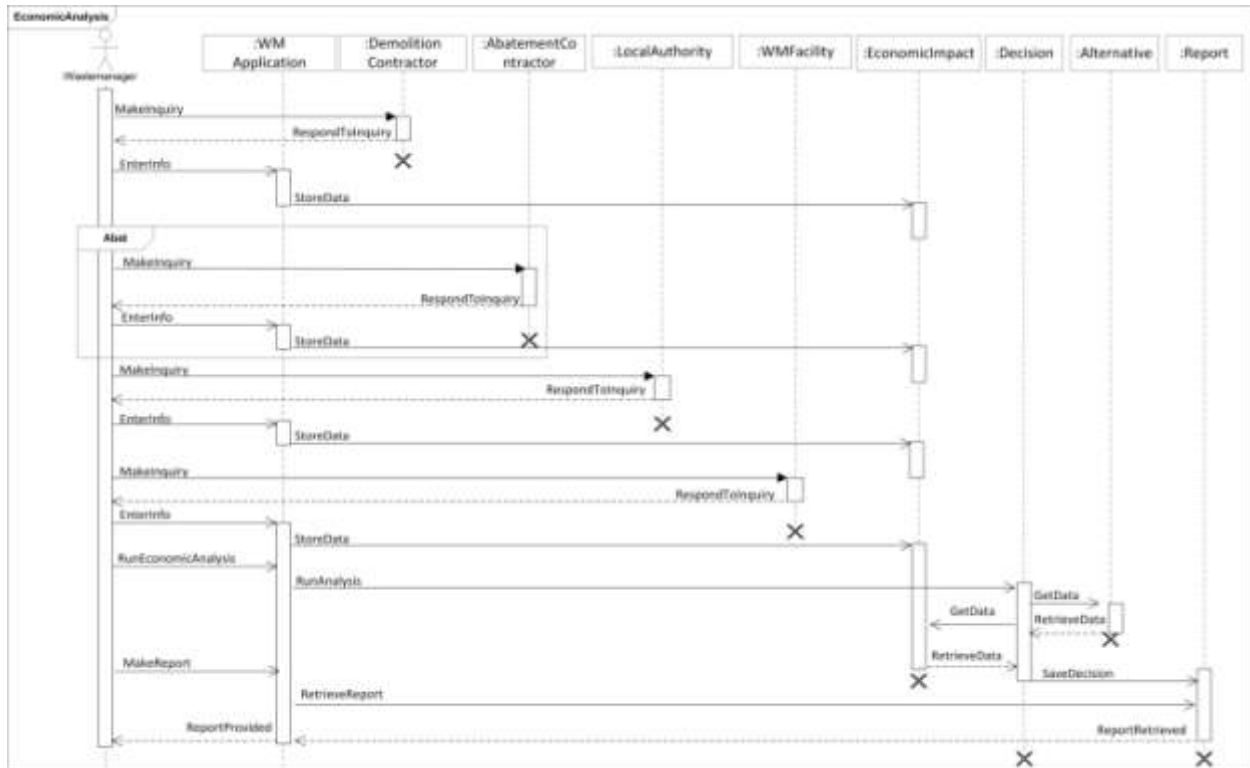 EconomicAnalysis
:WM
Application
:Demolition
Contractor
:AbatementCo
ntractor
:LocalAuthority
:WMFacility
:EconomicImpact
:Decision
:Alternative
:Report
:Wastemanager
MakeInquiry
RespondToInquiry
EnterInfo
StoreData
Abat
MakeInquiry
RespondToInquiry
EnterInfo
StoreData
MakeInquiry
RespondToInquiry
EnterInfo
StoreData
MakeInquiry
RespondToInquiry
EnterInfo
StoreData
RunEconomicAnalysis
RunAnalysis
GetData
GetData
RetrieveData
RetrieveData
MakeReport
SaveDecision
RetrieveReport
ReportProvided
ReportRetrieved